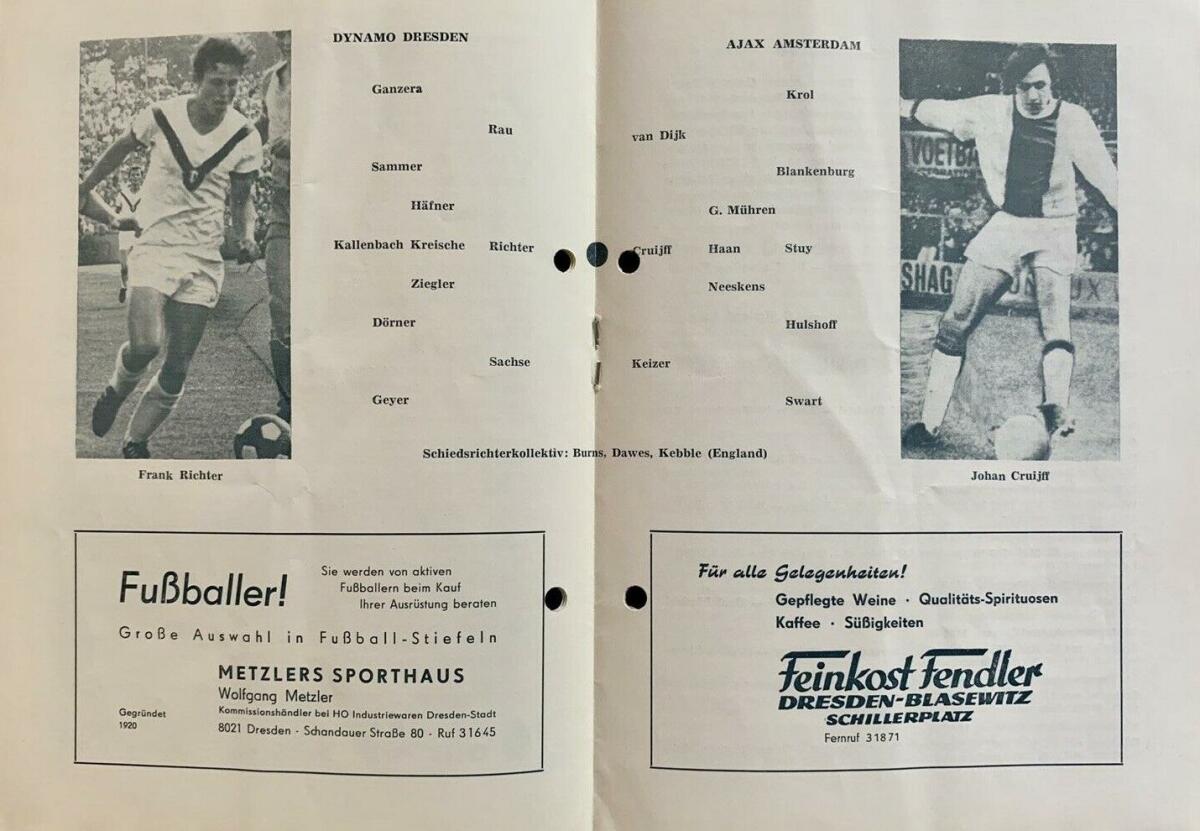 DYNAMO DRESDEN
Ganzera
Rau
Sammer
Häfner
Kallenbach Kreische Richter
Ziegler
Dörner
Sachse
Geyer
Frank Richter
AJAX AMSTERDAM
Krol
van Dijk
Blankenburg
G. Mühren
Cruijff Haan Stuy
Neeskens
Hulshoff
Keizer
Swart
VOETBA
SHAG
Johan Cruijff
Schiedsrichterkollektiv: Burns, Dawes, Kebble (England)
Fußballer!
Sie werden von aktiven
Fußballern beim Kauf
Ihrer Ausrüstung beraten
Große Auswahl in Fußball-Stiefeln
METZLERS SPORTHAUS
Wolfgang Metzler
Kommissionshändler bei HO Industriewaren Dresden-Stadt
8021 Dresden · Schandauer Straße 80 · Ruf 31645
Gegründet
1920
Für alle Gelegenheiten!
Gepflegte Weine · Qualitäts-Spirituosen
Kaffee · Süßigkeiten
Feinkost Fendler
DRESDEN-BLASEWITZ
SCHILLERPLATZ
Fernruf 31871